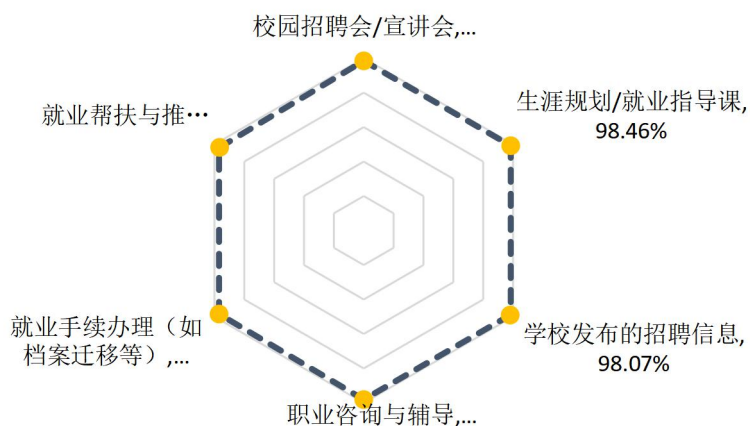 校园招聘会/宣讲会,...
生涯规划/就业指导课,
98.46%
学校发布的招聘信息,
98.07%
职业咨询与辅导,...
就业手续办理（如
档案迁移等）,...
就业帮扶与推…